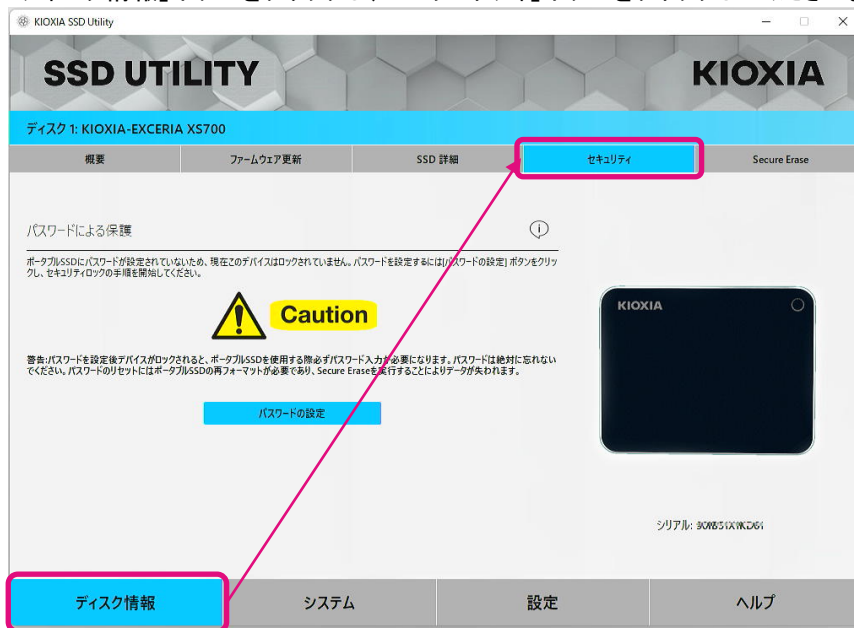 KIOXIA SSD Utility
SSD UTILITY
KIOXIA
ディスク 1: KIOXIA-EXCERIA XS700
概要
ファームウェア更新
SSD 詳細
セキュリティ
Secure Erase
パスワードによる保護
ポータブルSSDにパスワードが設定されていないため、現在このデバイスはロックされていません。パスワードを設定するには[パスワードの設定] ボタンをクリッ
クし、セキュリティロックの手順を開始してください。
Caution
警告:パスワードを設定後デバイスがロックされると、ポータブルSSDを使用する際必ずパスワード入力が必要になります。パスワードは絶対に忘れない
でください。パスワードのリセットにはポータブルSSDの再フォーマットが必要であり、Secure Eraseを実行することによりデータが失われます。
パスワードの設定
KIOXIA
シリアル:
ディスク情報
システム
設定
ヘルプ